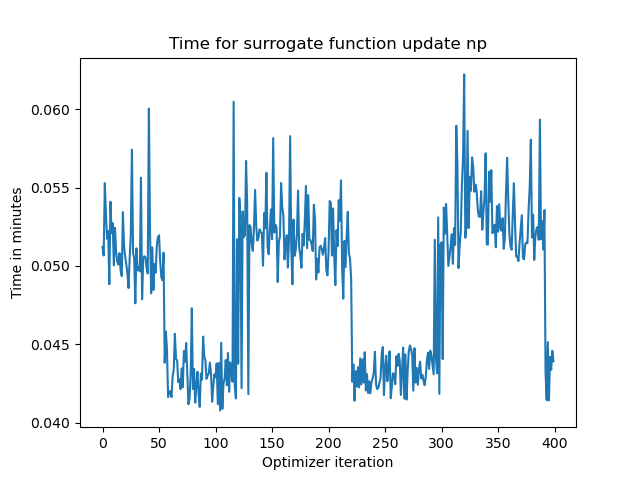 Time for surrogate function update np
0.060
0.055
0.050
0.045
0.040
Time in minutes
0 50 100 150 200 250 300 350 400
Optimizer iteration